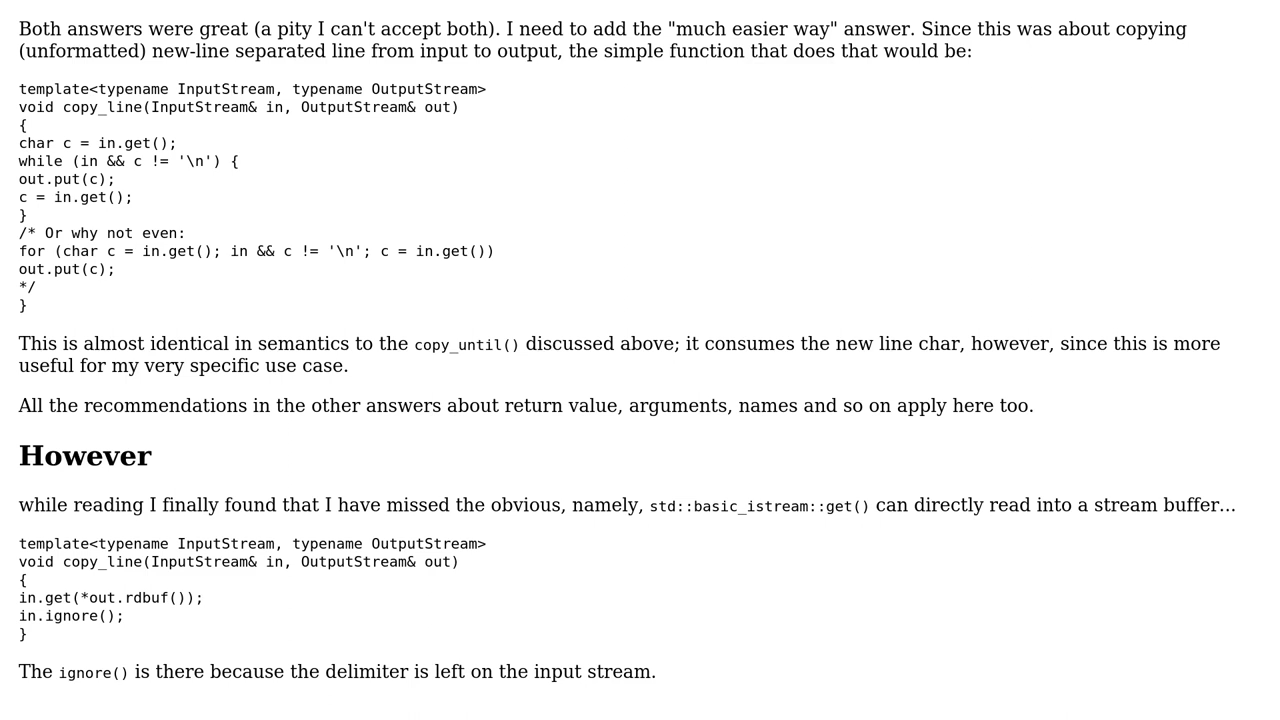 Both answers were great (a pity I can't accept both). I need to add the "much easier way" answer. Since this was about copying
(unformatted) new-line separated line from input to output, the simple function that does that would be:
template<typename InputStream, typename OutputStream>
void copy_line(InputStream& in, OutputStream& out)
{
char c = in.get();
while (in && c != '\n') {
out.put(c);
c = in.get();
}
/* Or why not even:
for (char c = in.get(); in && c != '\n'; c = in.get())
out.put(c);
*/
}
This is almost identical in semantics to the copy_until() discussed above; it consumes the new line char, however, since this is more
useful for my very specific use case.
All the recommendations in the other answers about return value, arguments, names and so on apply here too.
However
while reading I finally found that I have missed the obvious, namely, std::basic_istream::get() can directly read into a stream buffer…
template<typename InputStream, typename OutputStream>
void copy_line(InputStream& in, OutputStream& out)
{
in.get(*out.rdbuf());
in.ignore();
}
The ignore() is there because the delimiter is left on the input stream.